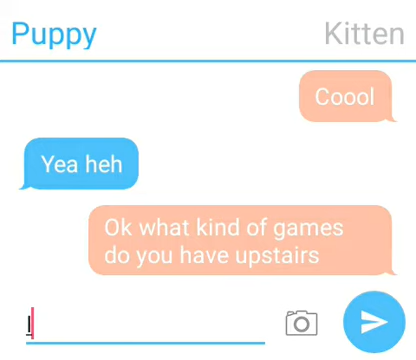 Puppy Kitten
Coool
Yea heh
Ok what kind of games
do you have upstairs
I